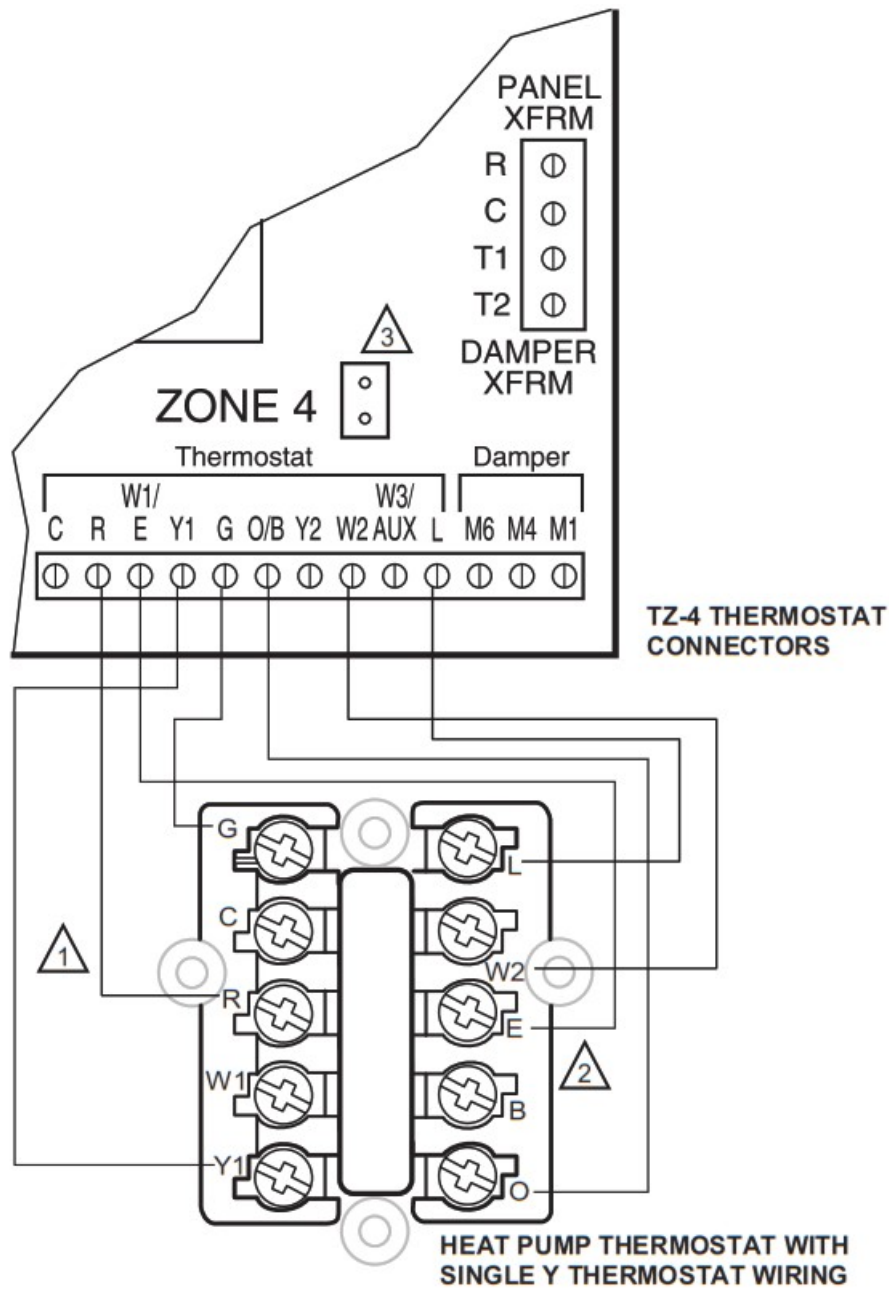 PANEL
XFRM
R
C
T1
T2
DAMPER
XFRM
3
ZONE 4
Thermostat
Damper
W1/
W3/
C R E Y1 G O/B Y2 W2 AUX L M6 M4 M1
TZ-4 THERMOSTAT
CONNECTORS
G
L
C
1
W2
R
E
2
W1
B
Y1
O
HEAT PUMP THERMOSTAT WITH
SINGLE Y THERMOSTAT WIRING